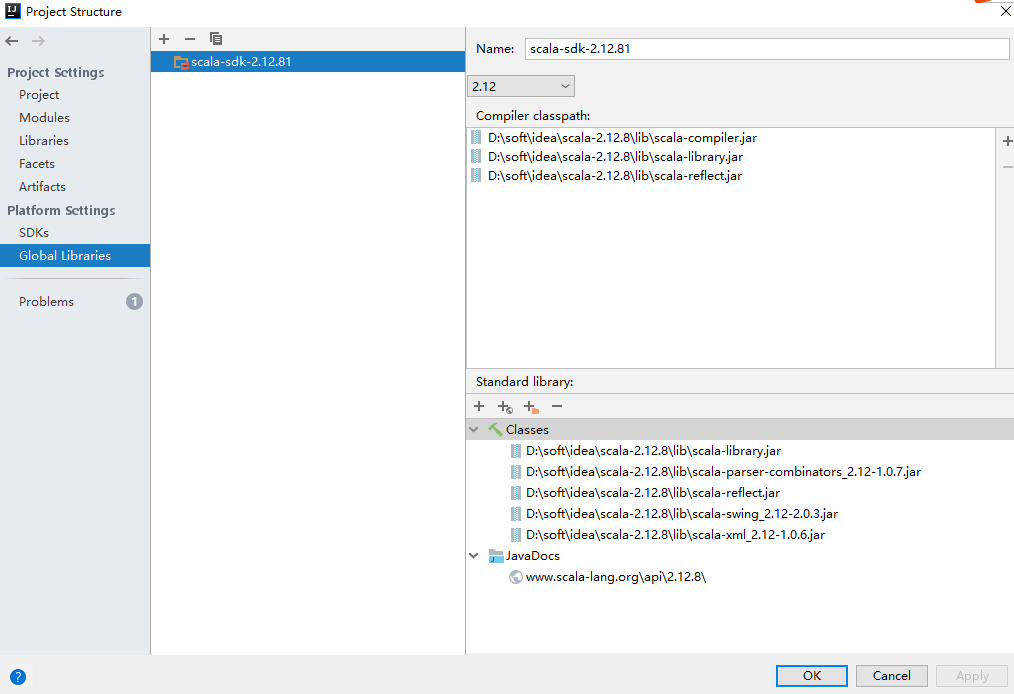 IJ Project Structure
Project Settings
Project
Modules
Libraries
Facets
Artifacts
Platform Settings
SDKs
Global Libraries
Problems 1
scala-sdk-2.12.81
Name: scala-sdk-2.12.81
2.12
Compiler classpath:
D:\soft\idea\scala-2.12.8\lib\scala-compiler.jar
D:\soft\idea\scala-2.12.8\lib\scala-library.jar
D:\soft\idea\scala-2.12.8\lib\scala-reflect.jar
Standard library:
Classes
D:\soft\idea\scala-2.12.8\lib\scala-library.jar
D:\soft\idea\scala-2.12.8\lib\scala-parser-combinators_2.12-1.0.7.jar
D:\soft\idea\scala-2.12.8\lib\scala-reflect.jar
D:\soft\idea\scala-2.12.8\lib\scala-swing_2.12-2.0.3.jar
D:\soft\idea\scala-2.12.8\lib\scala-xml_2.12-1.0.6.jar
JavaDocs
www.scala-lang.org\api\2.12.8\
? OK Cancel Apply